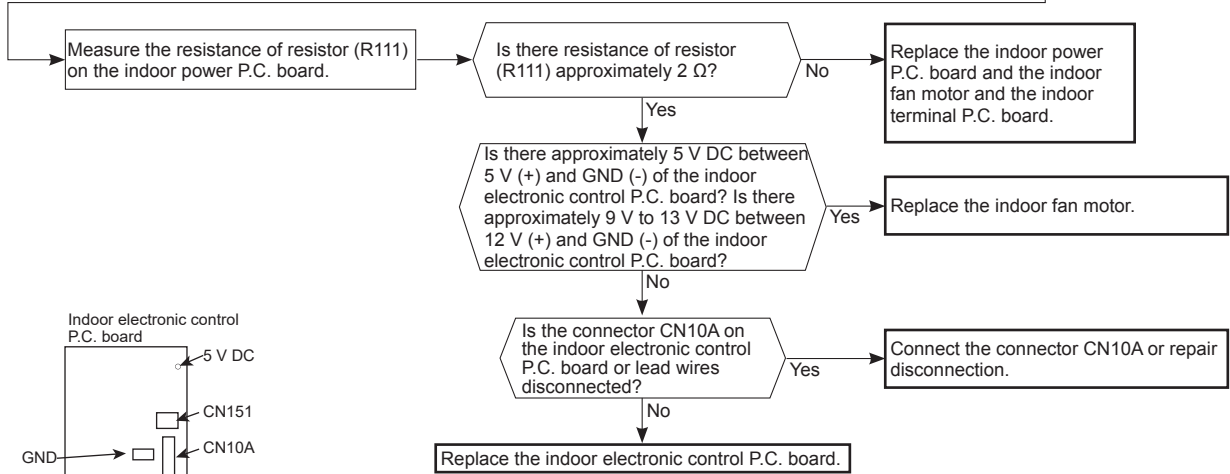 Measure the resistance of resistor (R111)
on the indoor power P.C. board.
Is there resistance of resistor
(R111) approximately 2 Ω?
No
Replace the indoor power
P.C. board and the indoor
fan motor and the indoor
terminal P.C. board.
Yes
Is there approximately 5 V DC between
5 V (+) and GND (-) of the indoor
electronic control P.C. board? Is there
approximately 9 V to 13 V DC between
12 V (+) and GND (-) of the indoor
electronic control P.C. board?
Yes
Replace the indoor fan motor.
No
Is the connector CN10A on
the indoor electronic control
P.C. board or lead wires
disconnected?
Yes
Connect the connector CN10A or repair
disconnection.
No
Replace the indoor electronic control P.C. board.
Indoor electronic control
P.C. board
5 V DC
CN151
CN10A
GND